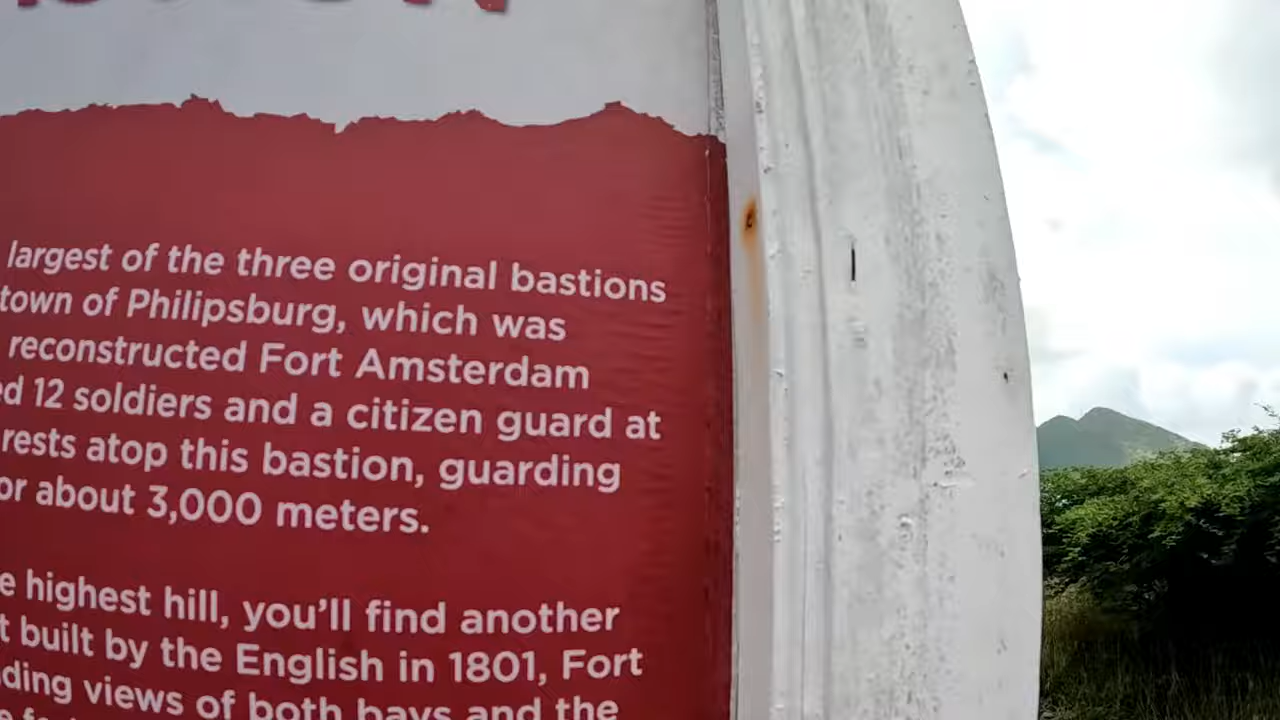 largest of the three original bastions
town of Philipsburg, which was
reconstructed Fort Amsterdam
ed 12 soldiers and a citizen guard at
rests atop this bastion, guarding
or about 3,000 meters.
e highest hill, you'll find another
t built by the English in 1801, Fort
ding views of both bays and the